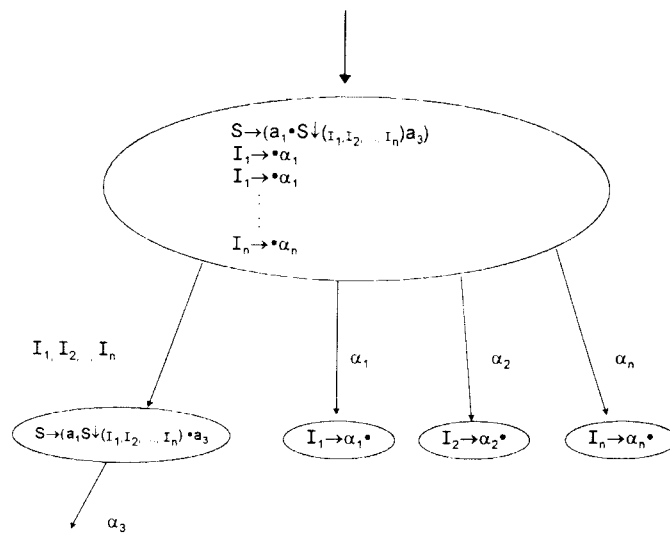 S→(a₁•S↓(I₁,I₂, .. , Iₙ)a₃)
I₁→•α₁
I₁→•α₁
Iₙ→•αₙ
I₁, I₂, .. Iₙ
α₁
α₂
αₙ
S→(a₁S↓(I₁,I₂, ..., Iₙ)•a₃
I₁→α₁•
I₂→α₂•
Iₙ→αₙ•
α₃